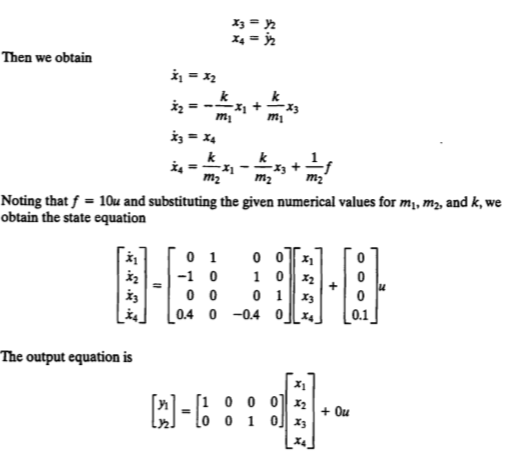 x₃ = y₂
x₄ = ẏ₂
Then we obtain
ẋ₁ = x₂
ẋ₂ = −(k/m₁)x₁ + (k/m₁)x₃
ẋ₃ = x₄
ẋ₄ = (k/m₂)x₁ − (k/m₂)x₃ + (1/m₂)f
Noting that f = 10u and substituting the given numerical values for m₁, m₂, and k, we
obtain the state equation
[ẋ₁; ẋ₂; ẋ₃; ẋ₄] = [0 1 0 0; −1 0 1 0; 0 0 0 1; 0.4 0 −0.4 0][x₁; x₂; x₃; x₄] + [0; 0; 0; 0.1]u
The output equation is
[y₁; y₂] = [1 0 0 0; 0 0 1 0][x₁; x₂; x₃; x₄] + 0u